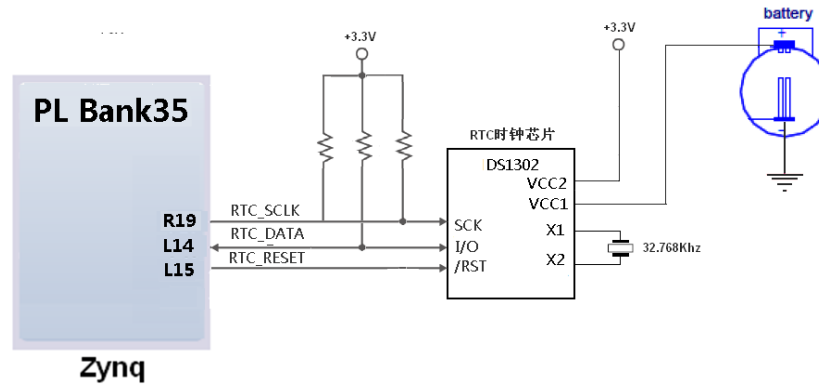 battery
+3.3V
+3.3V
+
PL Bank35
RTC时钟芯片
DS1302
VCC2
VCC1
R19
RTC_SCLK
SCK
X1
L14
RTC_DATA
I/O
32.768Khz
L15
RTC_RESET
/RST
X2
-
Zynq